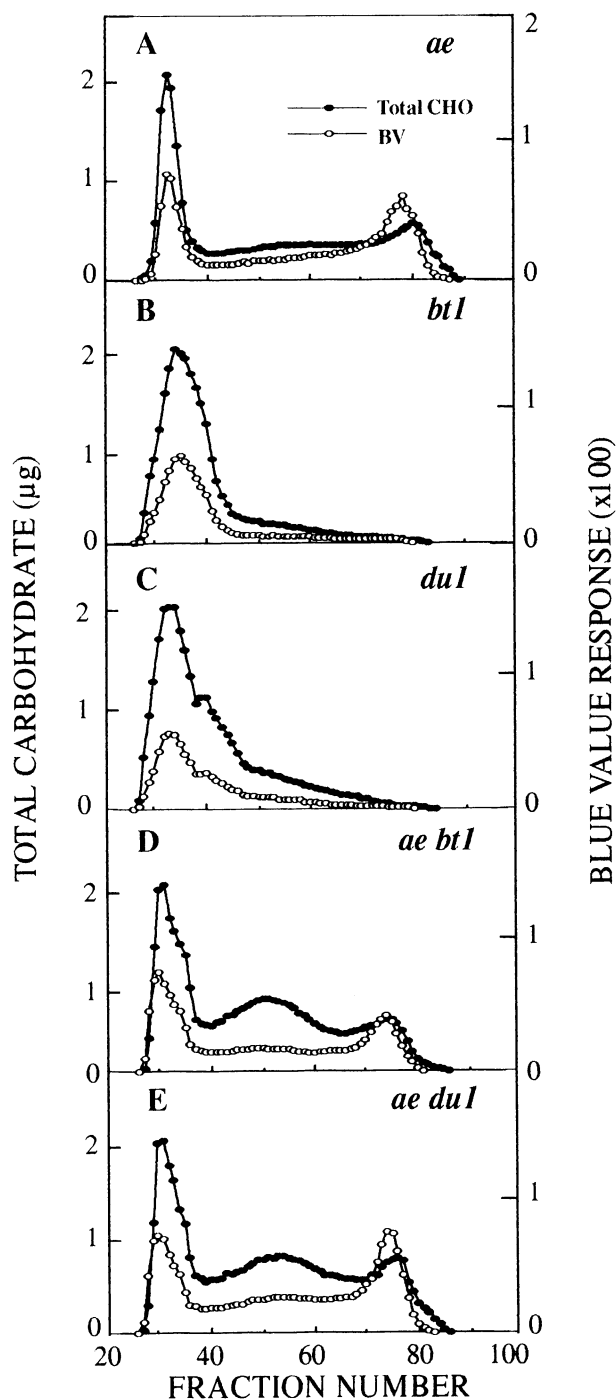 A
ae
2
2
Total CHO
BV
1
1
0
0
B
bt1
2
1
1
0
0
C
du1
2
1
1
0
0
D
ae bt1
2
1
1
0
0
E
ae du1
2
1
1
0
0
20
40
60
80
100
FRACTION NUMBER
TOTAL CARBOHYDRATE (µg)
BLUE VALUE RESPONSE (x100)